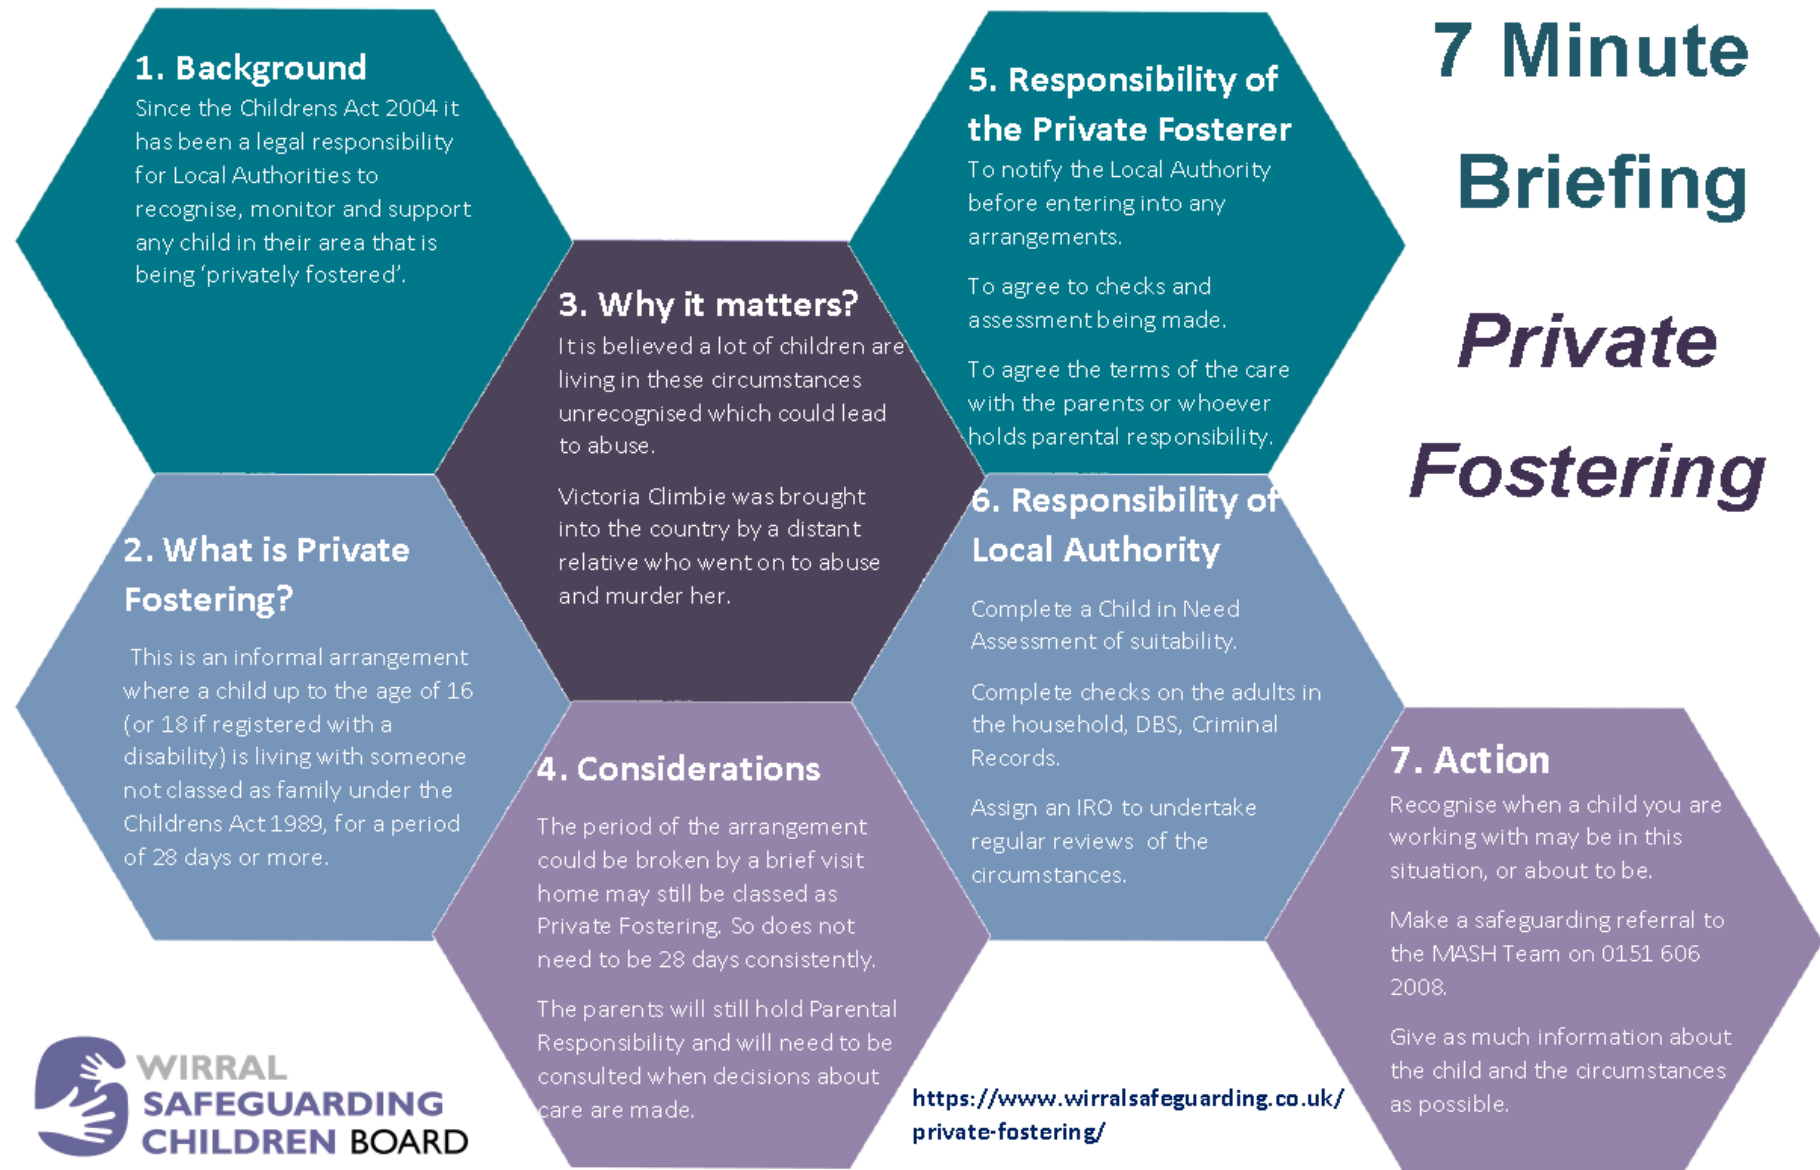 7 Minute
Briefing
Private
Fostering
1. Background
Since the Childrens Act 2004 it
has been a legal responsibility
for Local Authorities to
recognise, monitor and support
any child in their area that is
being ‘privately fostered’.
2. What is Private
Fostering?
This is an informal arrangement
where a child up to the age of 16
(or 18 if registered with a
disability) is living with someone
not classed as family under the
Childrens Act 1989, for a period
of 28 days or more.
3. Why it matters?
It is believed a lot of children are
living in these circumstances
unrecognised which could lead
to abuse.
Victoria Climbie was brought
into the country by a distant
relative who went on to abuse
and murder her.
4. Considerations
The period of the arrangement
could be broken by a brief visit
home may still be classed as
Private Fostering. So does not
need to be 28 days consistently.
The parents will still hold Parental
Responsibility and will need to be
consulted when decisions about
care are made.
5. Responsibility of
the Private Fosterer
To notify the Local Authority
before entering into any
arrangements.
To agree to checks and
assessment being made.
To agree the terms of the care
with the parents or whoever
holds parental responsibility.
6. Responsibility of
Local Authority
Complete a Child in Need
Assessment of suitability.
Complete checks on the adults in
the household, DBS, Criminal
Records.
Assign an IRO to undertake
regular reviews of the
circumstances.
7. Action
Recognise when a child you are
working with may be in this
situation, or about to be.
Make a safeguarding referral to
the MASH Team on 0151 606
2008.
Give as much information about
the child and the circumstances
as possible.
WIRRAL
SAFEGUARDING
CHILDREN BOARD
https://www.wirralsafeguarding.co.uk/
private-fostering/